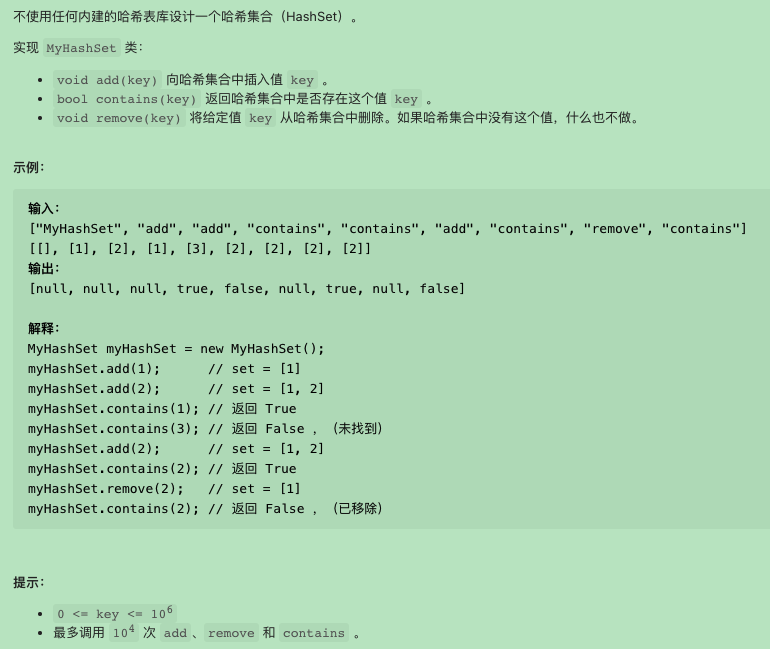 不使用任何内建的哈希表库设计一个哈希集合（HashSet）。
实现 MyHashSet 类：
void add(key) 向哈希集合中插入值 key 。
bool contains(key) 返回哈希集合中是否存在这个值 key 。
void remove(key) 将给定值 key 从哈希集合中删除。如果哈希集合中没有这个值，什么也不做。
示例：
输入：
["MyHashSet", "add", "add", "contains", "contains", "add", "contains", "remove", "contains"]
[[], [1], [2], [1], [3], [2], [2], [2], [2]]
输出：
[null, null, null, true, false, null, true, null, false]
解释：
MyHashSet myHashSet = new MyHashSet();
myHashSet.add(1);      // set = [1]
myHashSet.add(2);      // set = [1, 2]
myHashSet.contains(1); // 返回 True
myHashSet.contains(3); // 返回 False ，（未找到）
myHashSet.add(2);      // set = [1, 2]
myHashSet.contains(2); // 返回 True
myHashSet.remove(2);   // set = [1]
myHashSet.contains(2); // 返回 False ，（已移除）
提示：
0 <= key <= 10⁶
最多调用 10⁴ 次 add、remove 和 contains 。